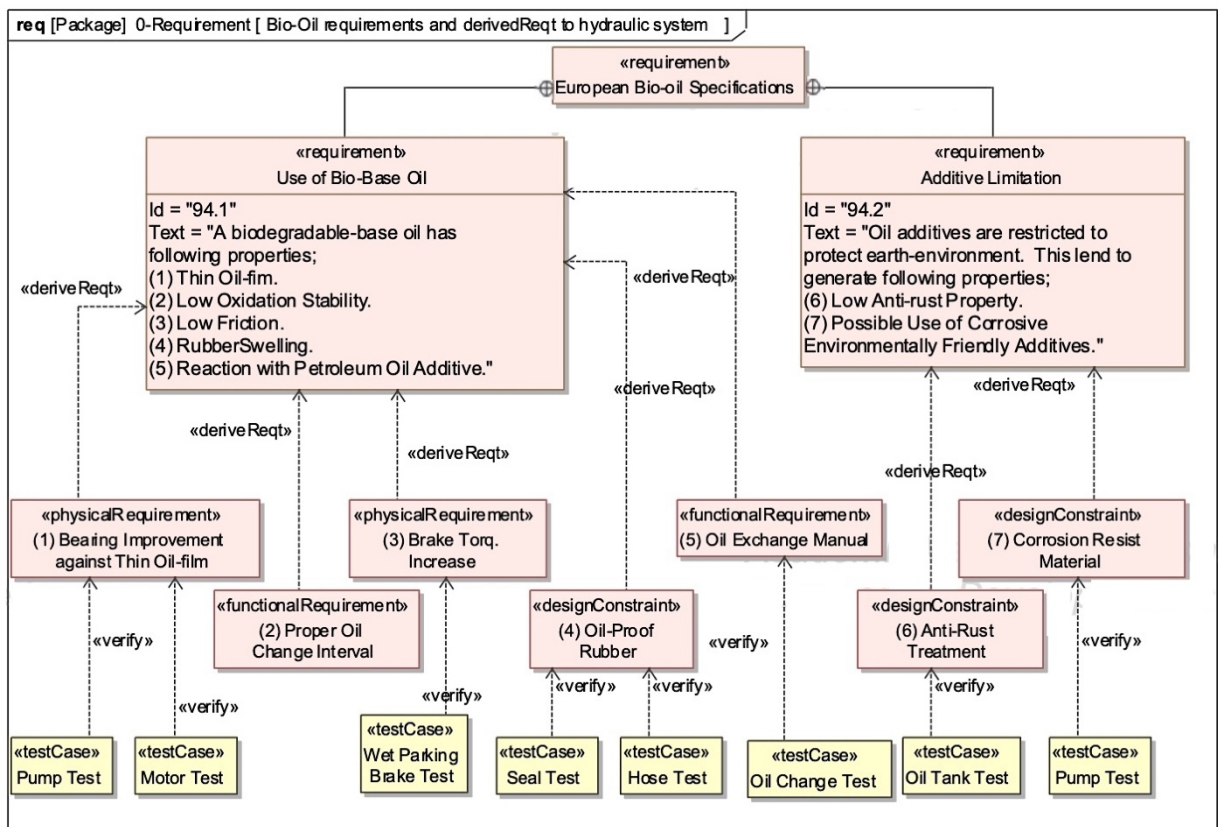 req [Package] 0-Requirement [ Bio-Oil requirements and derivedReqt to hydraulic system ]
«requirement»
European Bio-oil Specifications
«requirement»
Use of Bio-Base Oil
Id = "94.1"
Text = "A biodegradable-base oil has
following properties;
(1) Thin Oil-fim.
(2) Low Oxidation Stability.
(3) Low Friction.
(4) RubberSwelling.
(5) Reaction with Petroleum Oil Additive."
«requirement»
Additive Limitation
Id = "94.2"
Text = "Oil additives are restricted to
protect earth-environment. This lend to
generate following properties;
(6) Low Anti-rust Property.
(7) Possible Use of Corrosive
Environmentally Friendly Additives."
«deriveReqt»
«deriveReqt»
«deriveReqt»
«deriveReqt»
«deriveReqt»
«deriveReqt»
«deriveReqt»
«physicalRequirement»
(1) Bearing Improvement
against Thin Oil-film
«physicalRequirement»
(3) Brake Torq.
Increase
«functionalRequirement»
(5) Oil Exchange Manual
«designConstraint»
(7) Corrosion Resist
Material
«functionalRequirement»
(2) Proper Oil
Change Interval
«designConstraint»
(4) Oil-Proof
Rubber
«designConstraint»
(6) Anti-Rust
Treatment
«verify»
«verify»
«verify»
«verify»
«verify»
«verify»
«verify»
«verify»
«testCase»
Pump Test
«testCase»
Motor Test
«testCase»
Wet Parking
Brake Test
«testCase»
Seal Test
«testCase»
Hose Test
«testCase»
Oil Change Test
«testCase»
Oil Tank Test
«testCase»
Pump Test